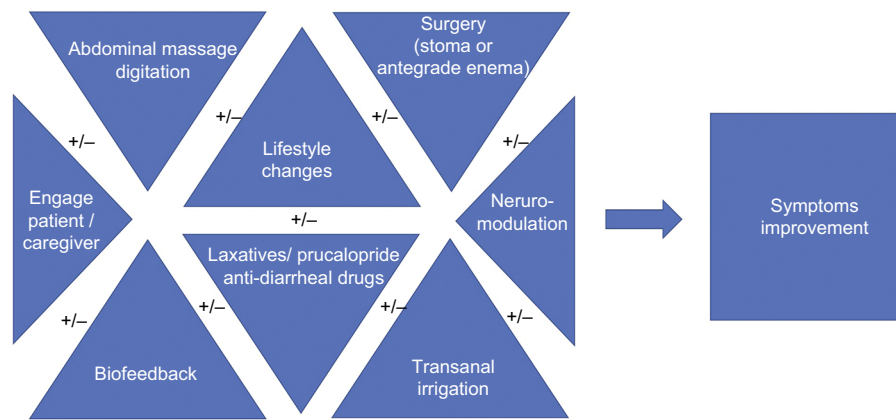 Abdominal massage
digitation
Surgery
(stoma or
antegrade enema)
+/–
+/–
+/–
+/–
Lifestyle
changes
Engage
patient /
caregiver
Neruro-
modulation
Symptoms
improvement
+/–
Laxatives/ prucalopride
anti-diarrheal drugs
+/–
+/–
+/–
+/–
Biofeedback
Transanal
irrigation